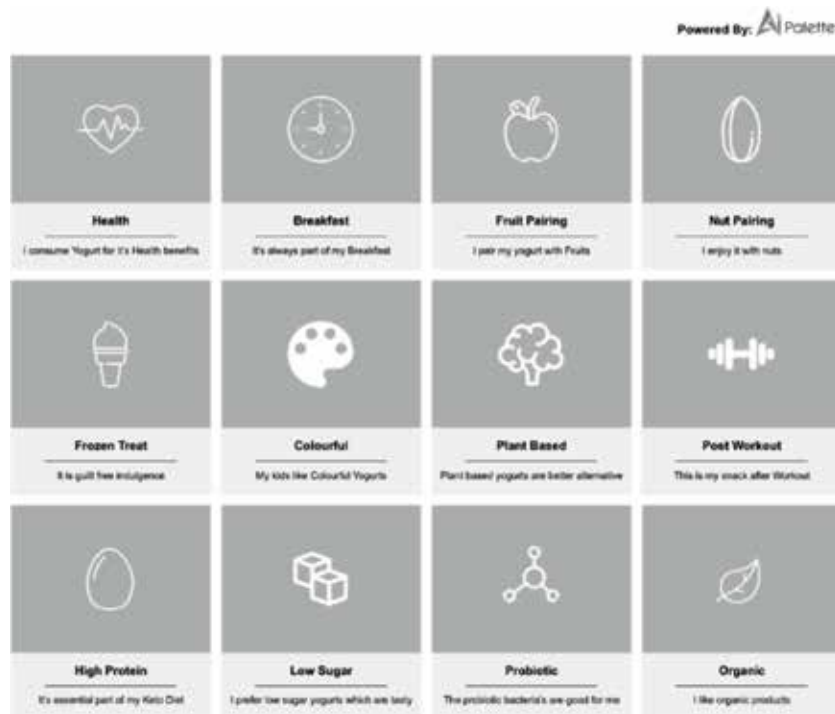 Powered By: AI Palette
Health
I consume Yogurt for it's Health benefits
Breakfast
It's always part of my Breakfast
Fruit Pairing
I pair my yogurt with Fruits
Nut Pairing
I enjoy it with nuts
Frozen Treat
It is guilt free indulgence
Colourful
My kids like Colourful Yogurts
Plant Based
Plant based yogurts are better alternative
Post Workout
This is my snack after Workout
High Protein
It's essential part of my Keto Diet
Low Sugar
I prefer low sugar yogurts which are tasty
Probiotic
The probiotic bacteria's are good for me
Organic
I like organic products